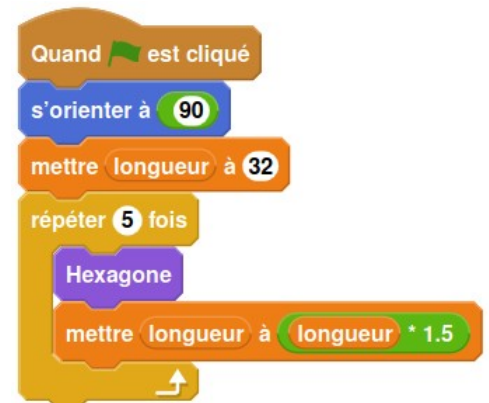 Quand est cliqué
s'orienter à 90
mettre longueur à 32
répéter 5 fois
Hexagone
mettre longueur à longueur * 1.5